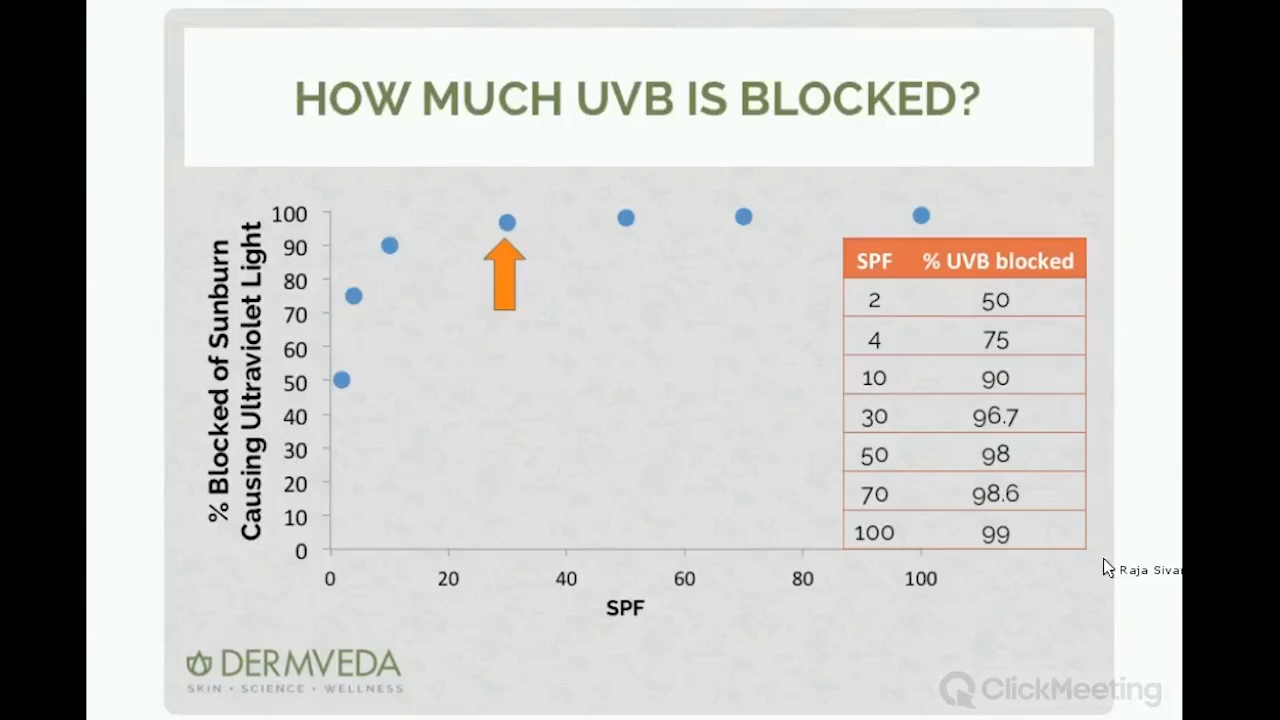 HOW MUCH UVB IS BLOCKED?
% Blocked of Sunburn
Causing Ultraviolet Light
100
90
80
70
60
50
40
30
20
10
0
0 20 40 60 80 100
SPF
SPF % UVB blocked
2 50
4 75
10 90
30 96.7
50 98
70 98.6
100 99
Raja Sivar
DERMVEDA
SKIN • SCIENCE • WELLNESS
ClickMeeting